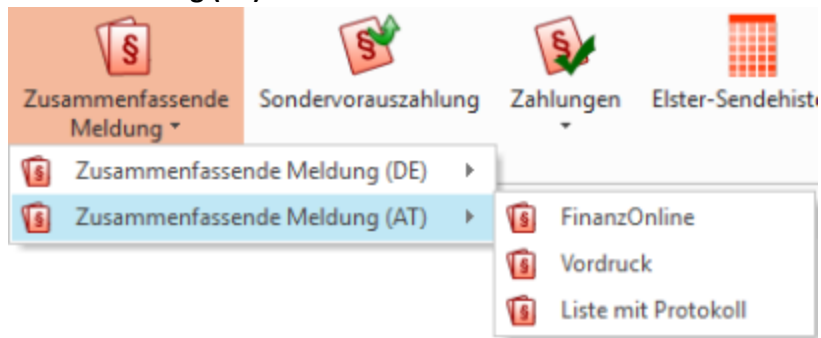 Zusammenfassende Meldung
Sondervorauszahlung
Zahlungen
Zusammenfassende Meldung (DE)
Zusammenfassende Meldung (AT)
FinanzOnline
Vordruck
Liste mit Protokoll